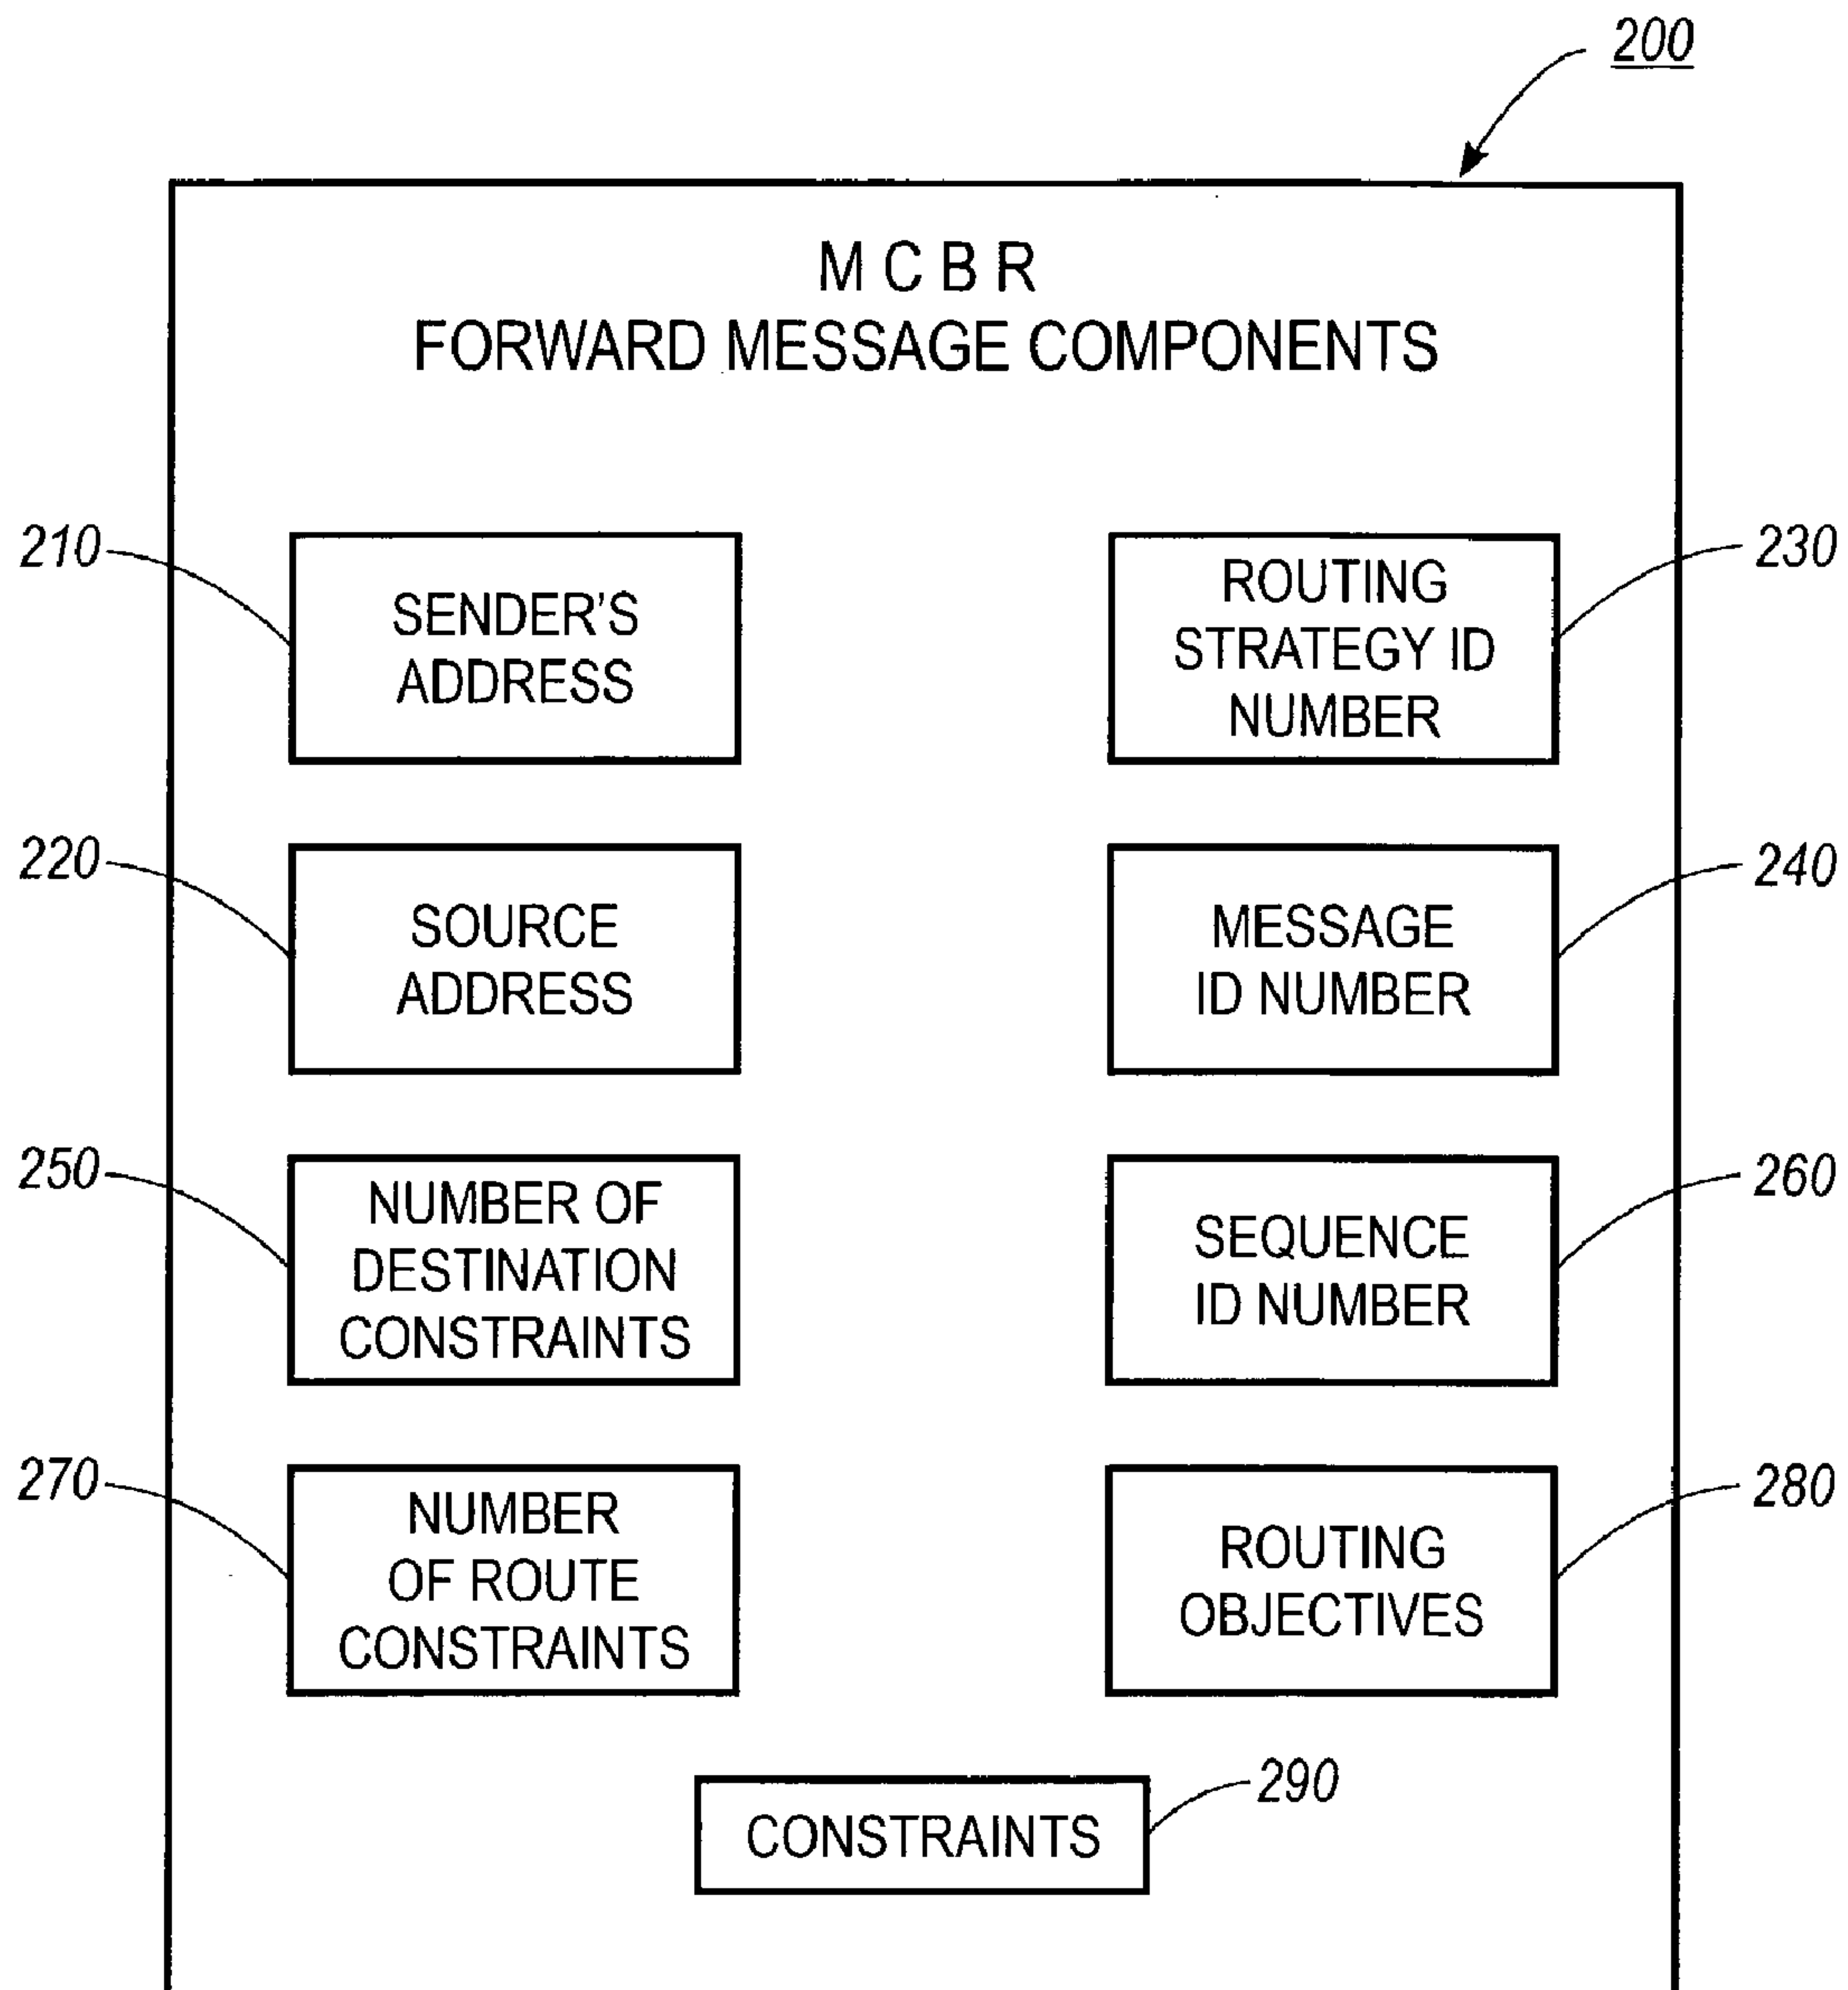 200
M C B R
FORWARD MESSAGE COMPONENTS
210
SENDER'S
ADDRESS
230
ROUTING
STRATEGY ID
NUMBER
220
SOURCE
ADDRESS
240
MESSAGE
ID NUMBER
250
NUMBER OF
DESTINATION
CONSTRAINTS
260
SEQUENCE
ID NUMBER
270
NUMBER
OF ROUTE
CONSTRAINTS
280
ROUTING
OBJECTIVES
290
CONSTRAINTS